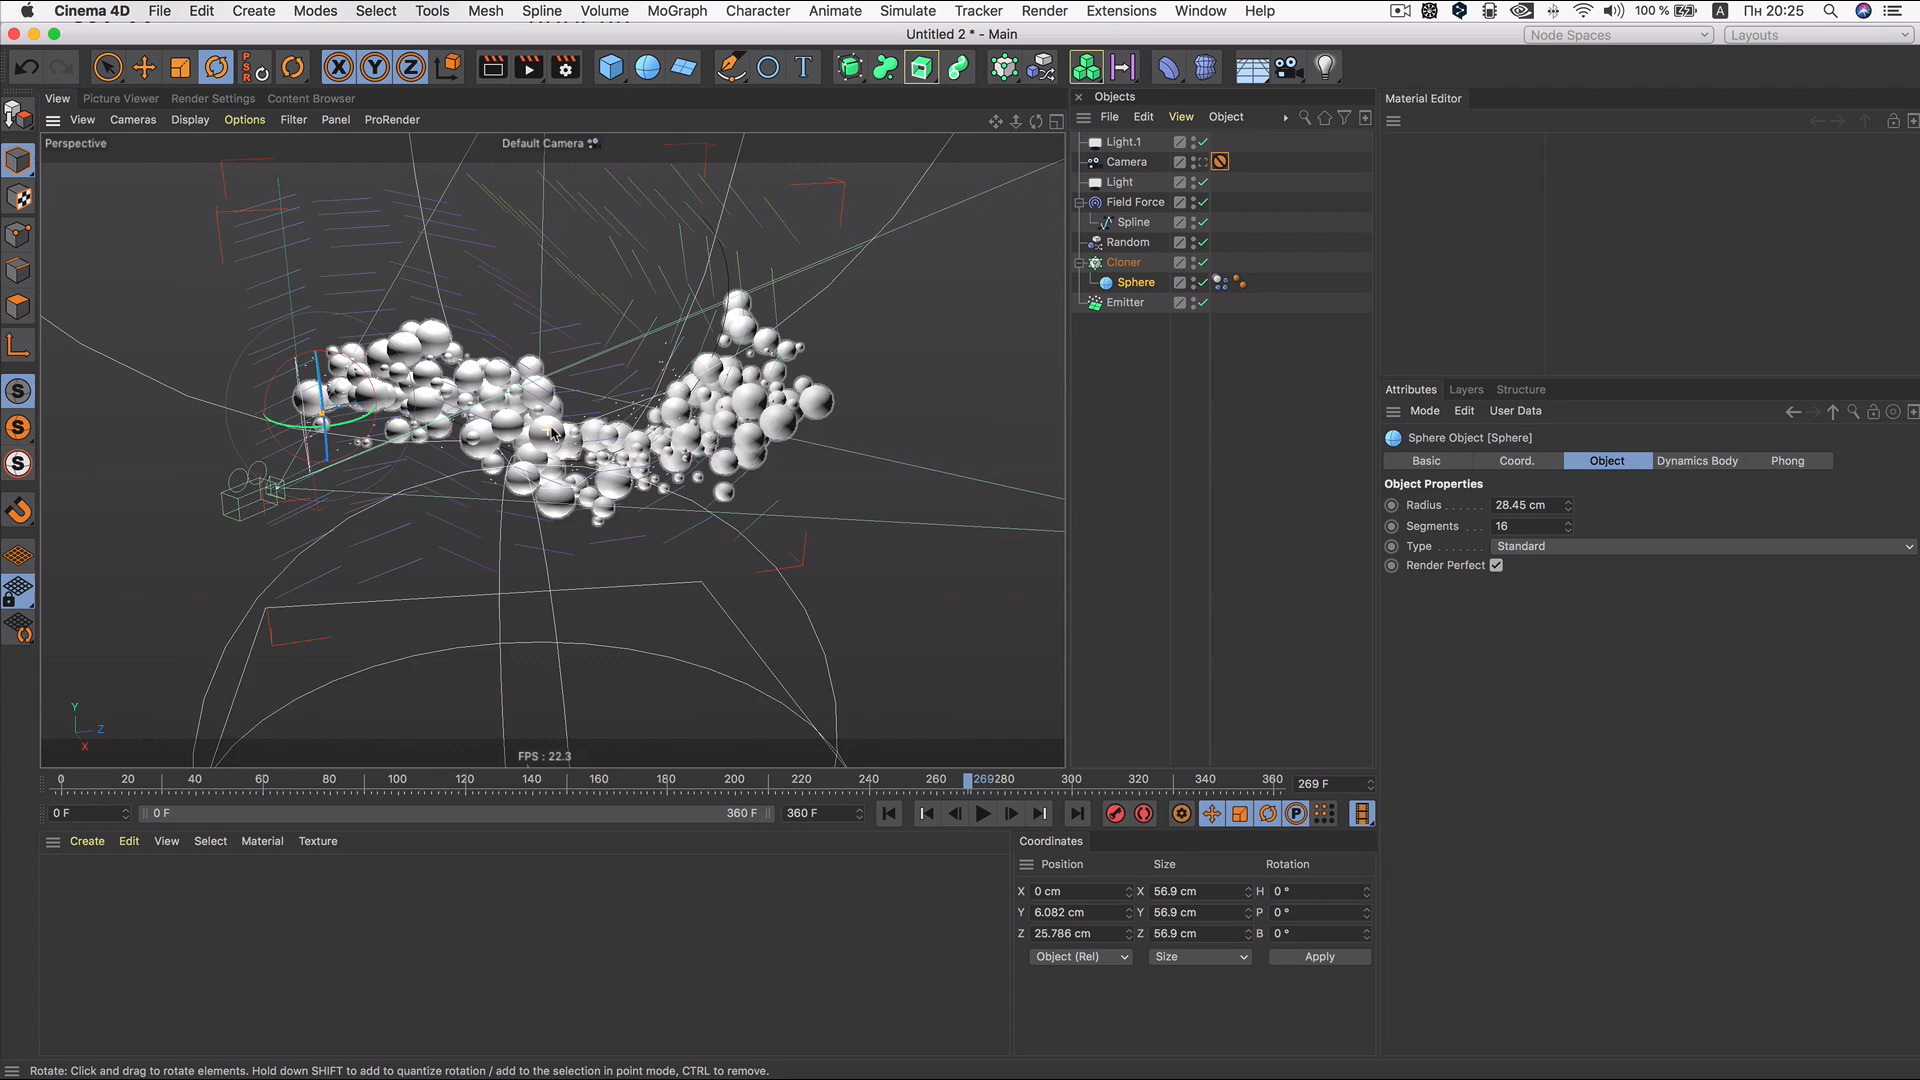 Cinema 4D File Edit Create Modes Select Tools Mesh Spline Volume MoGraph Character Animate Simulate Tracker Render Extensions Window Help 100 % A Пн 20:25
Untitled 2 * - Main
Node Spaces Layouts
PSR
X Y Z T
View Picture Viewer Render Settings Content Browser
View Cameras Display Options Filter Panel ProRender
Perspective
Default Camera
FPS : 22.3
Y
Z
X
S
S
S
Objects
File Edit View Object
Light.1
Camera
Light
Field Force
Spline
Random
Cloner
Sphere
Emitter
Material Editor
Attributes Layers Structure
Mode Edit User Data
Sphere Object [Sphere]
Basic Coord. Object Dynamics Body Phong
Object Properties
Radius . . . . . . 28.45 cm
Segments . . . 16
Type . . . . . . . Standard
Render Perfect
0 20 40 60 80 100 120 140 160 180 200 220 240 260 269 280 300 320 340 360 269 F
0 F 0 F 360 F 360 F P
Create Edit View Select Material Texture
Coordinates
Position Size Rotation
X 0 cm X 56.9 cm H 0 °
Y 6.082 cm Y 56.9 cm P 0 °
Z 25.786 cm Z 56.9 cm B 0 °
Object (Rel) Size Apply
Rotate: Click and drag to rotate elements. Hold down SHIFT to add to quantize rotation / add to the selection in point mode, CTRL to remove.